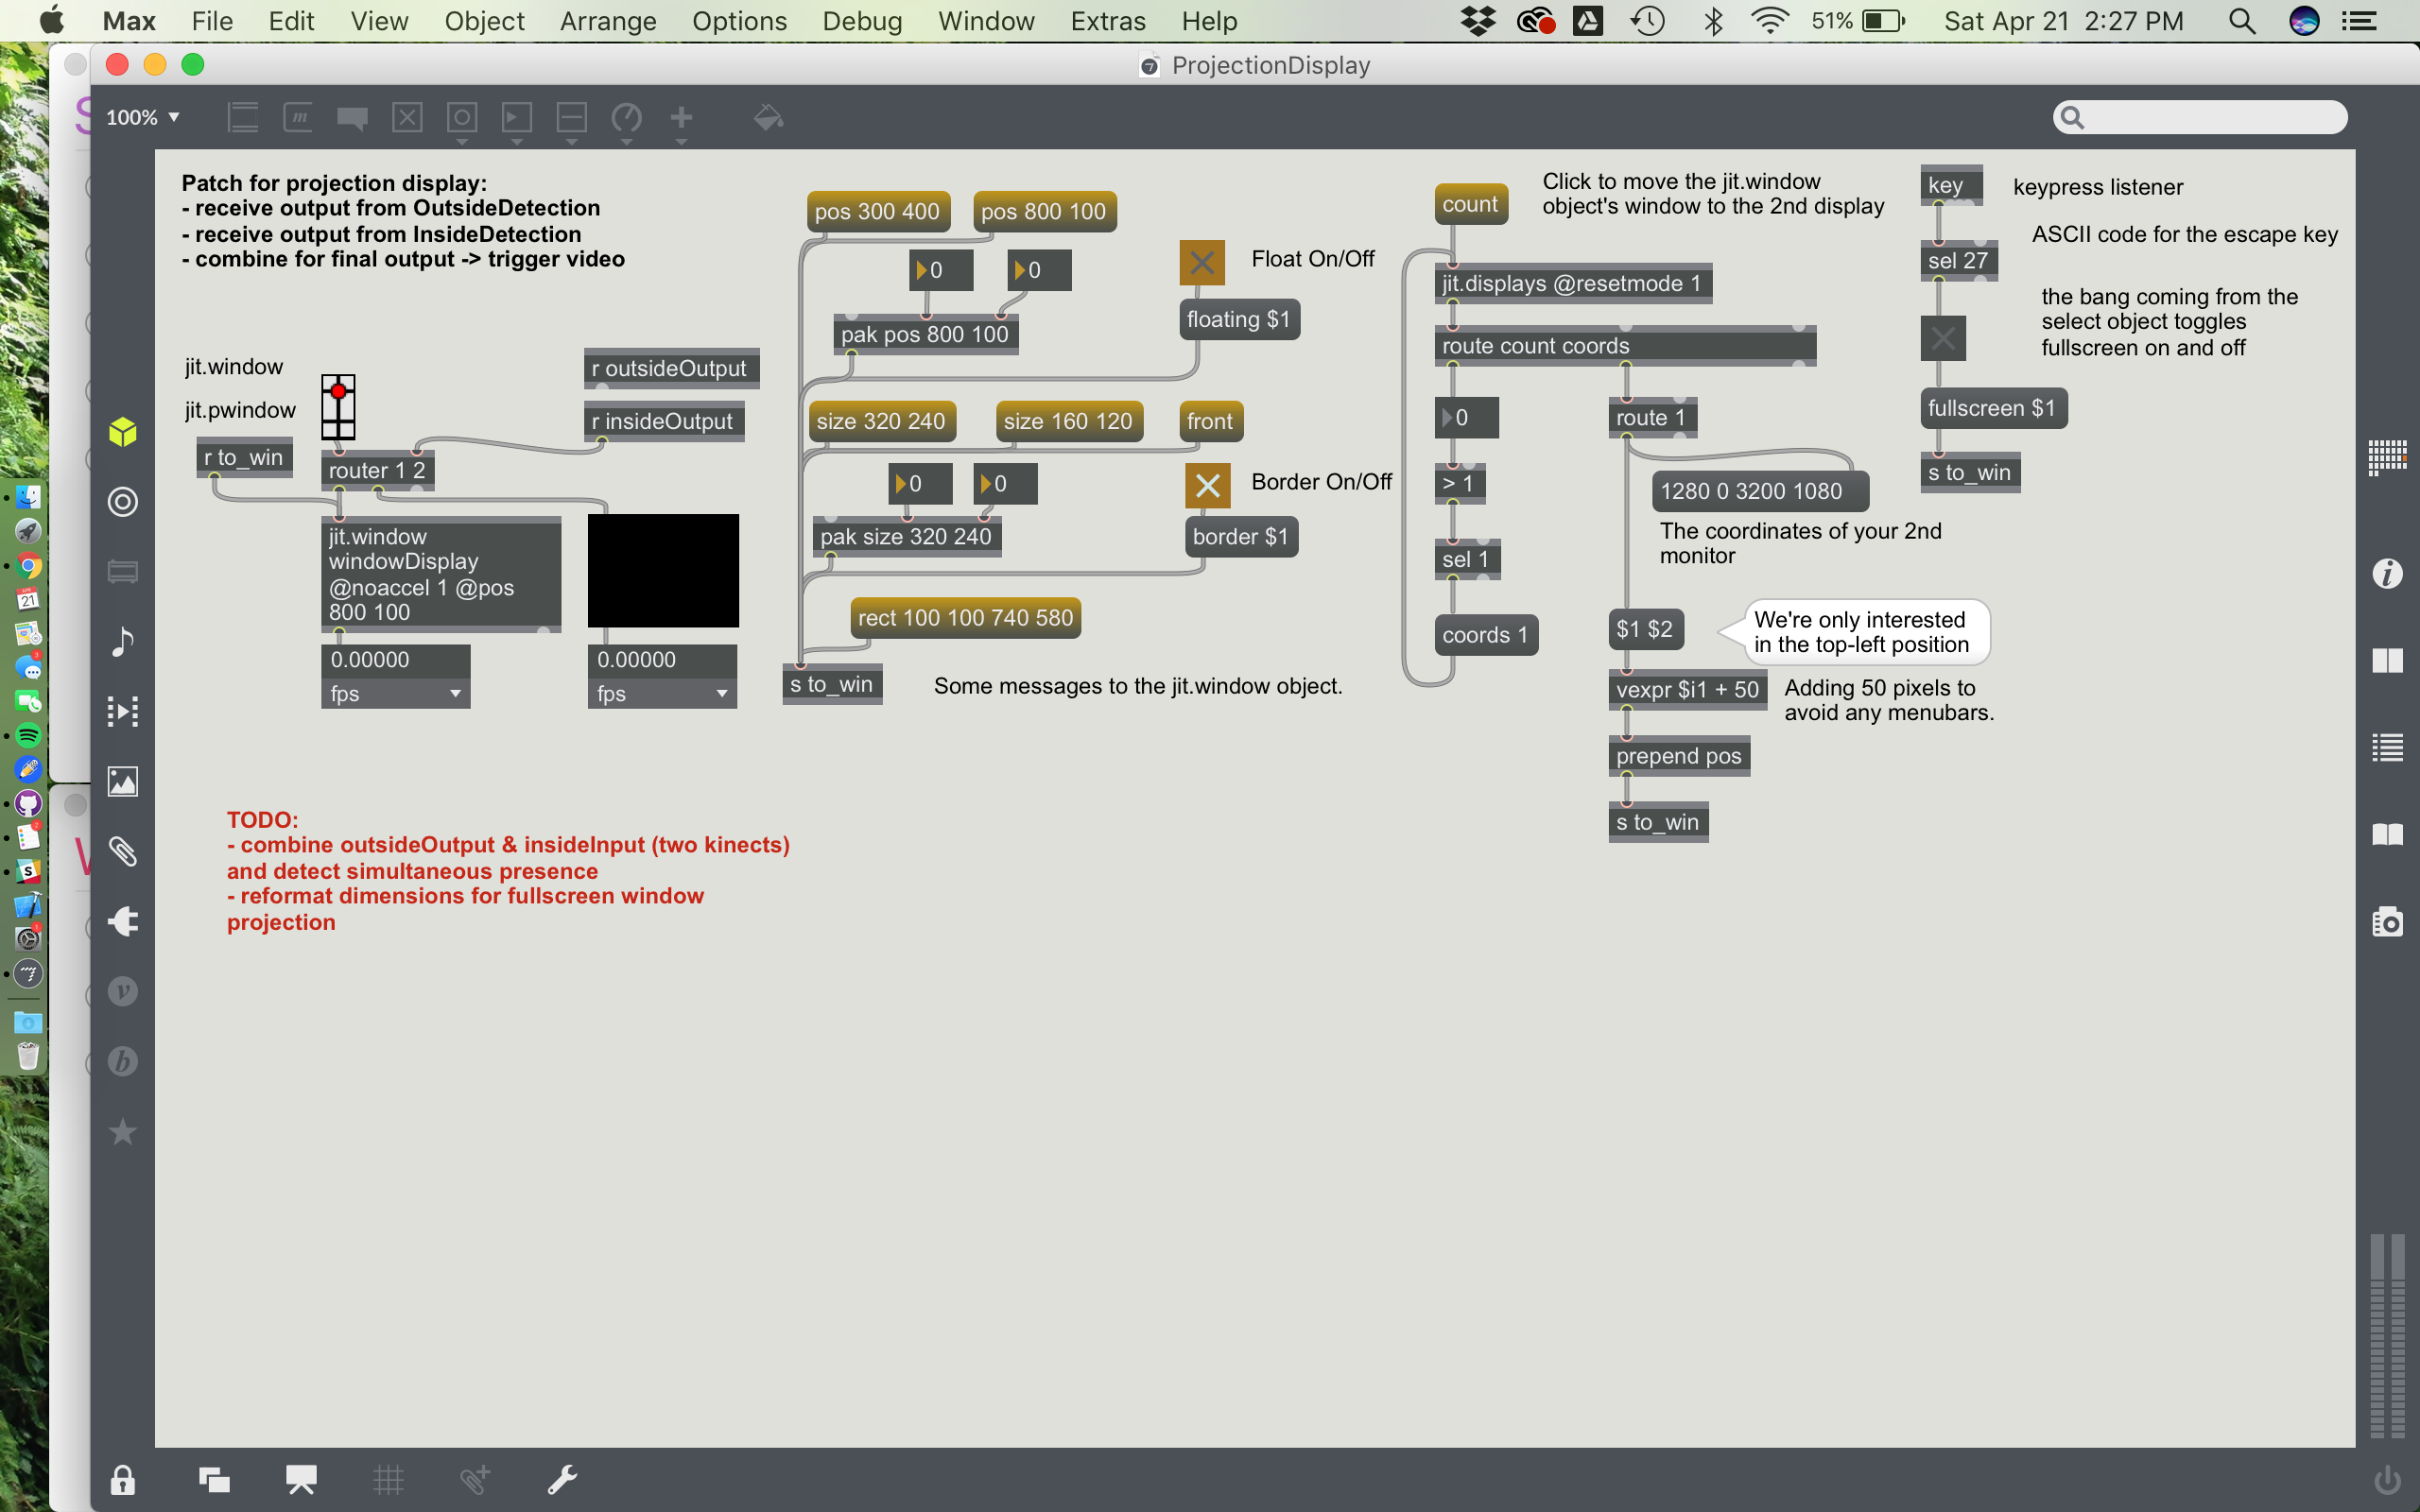 Max File Edit View Object Arrange Options Debug Window Extras Help 51% Sat Apr 21 2:27 PM
ProjectionDisplay
100%
Patch for projection display:
- receive output from OutsideDetection
- receive output from InsideDetection
- combine for final output -> trigger video
jit.window
jit.pwindow
r to_win
router 1 2
r outsideOutput
r insideOutput
jit.window
windowDisplay
@noaccel 1 @pos
800 100
0.00000
fps
0.00000
fps
TODO:
- combine outsideOutput & insideInput (two kinects)
and detect simultaneous presence
- reformat dimensions for fullscreen window
projection
pos 300 400
pos 800 100
0
0
pak pos 800 100
Float On/Off
floating $1
size 320 240
size 160 120
front
0
0
pak size 320 240
Border On/Off
border $1
rect 100 100 740 580
s to_win
Some messages to the jit.window object.
count
Click to move the jit.window
object's window to the 2nd display
jit.displays @resetmode 1
route count coords
0
> 1
sel 1
coords 1
route 1
1280 0 3200 1080
The coordinates of your 2nd
monitor
$1 $2
We're only interested
in the top-left position
vexpr $i1 + 50
Adding 50 pixels to
avoid any menubars.
prepend pos
s to_win
key
keypress listener
ASCII code for the escape key
sel 27
the bang coming from the
select object toggles
fullscreen on and off
fullscreen $1
s to_win